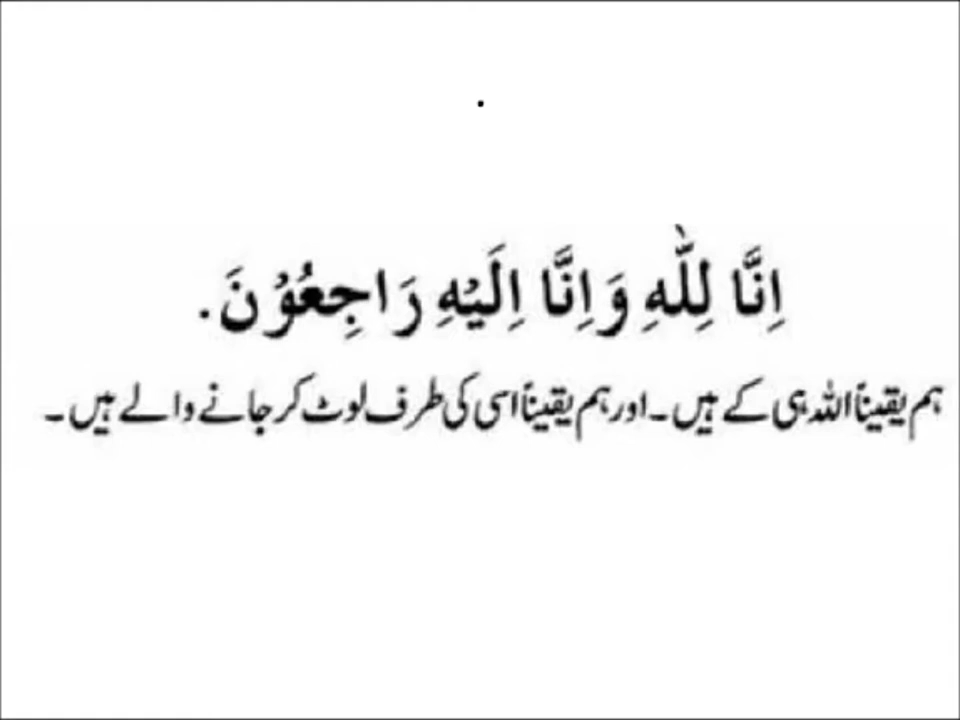 اِنَّا لِلّٰهِ وَاِنَّا اِلَيْهِ رَاجِعُوْنَ.
ہم یقیناً اللہ ہی کے ہیں۔ اور ہم یقیناً اسی کی طرف لوٹ کر جانے والے ہیں۔